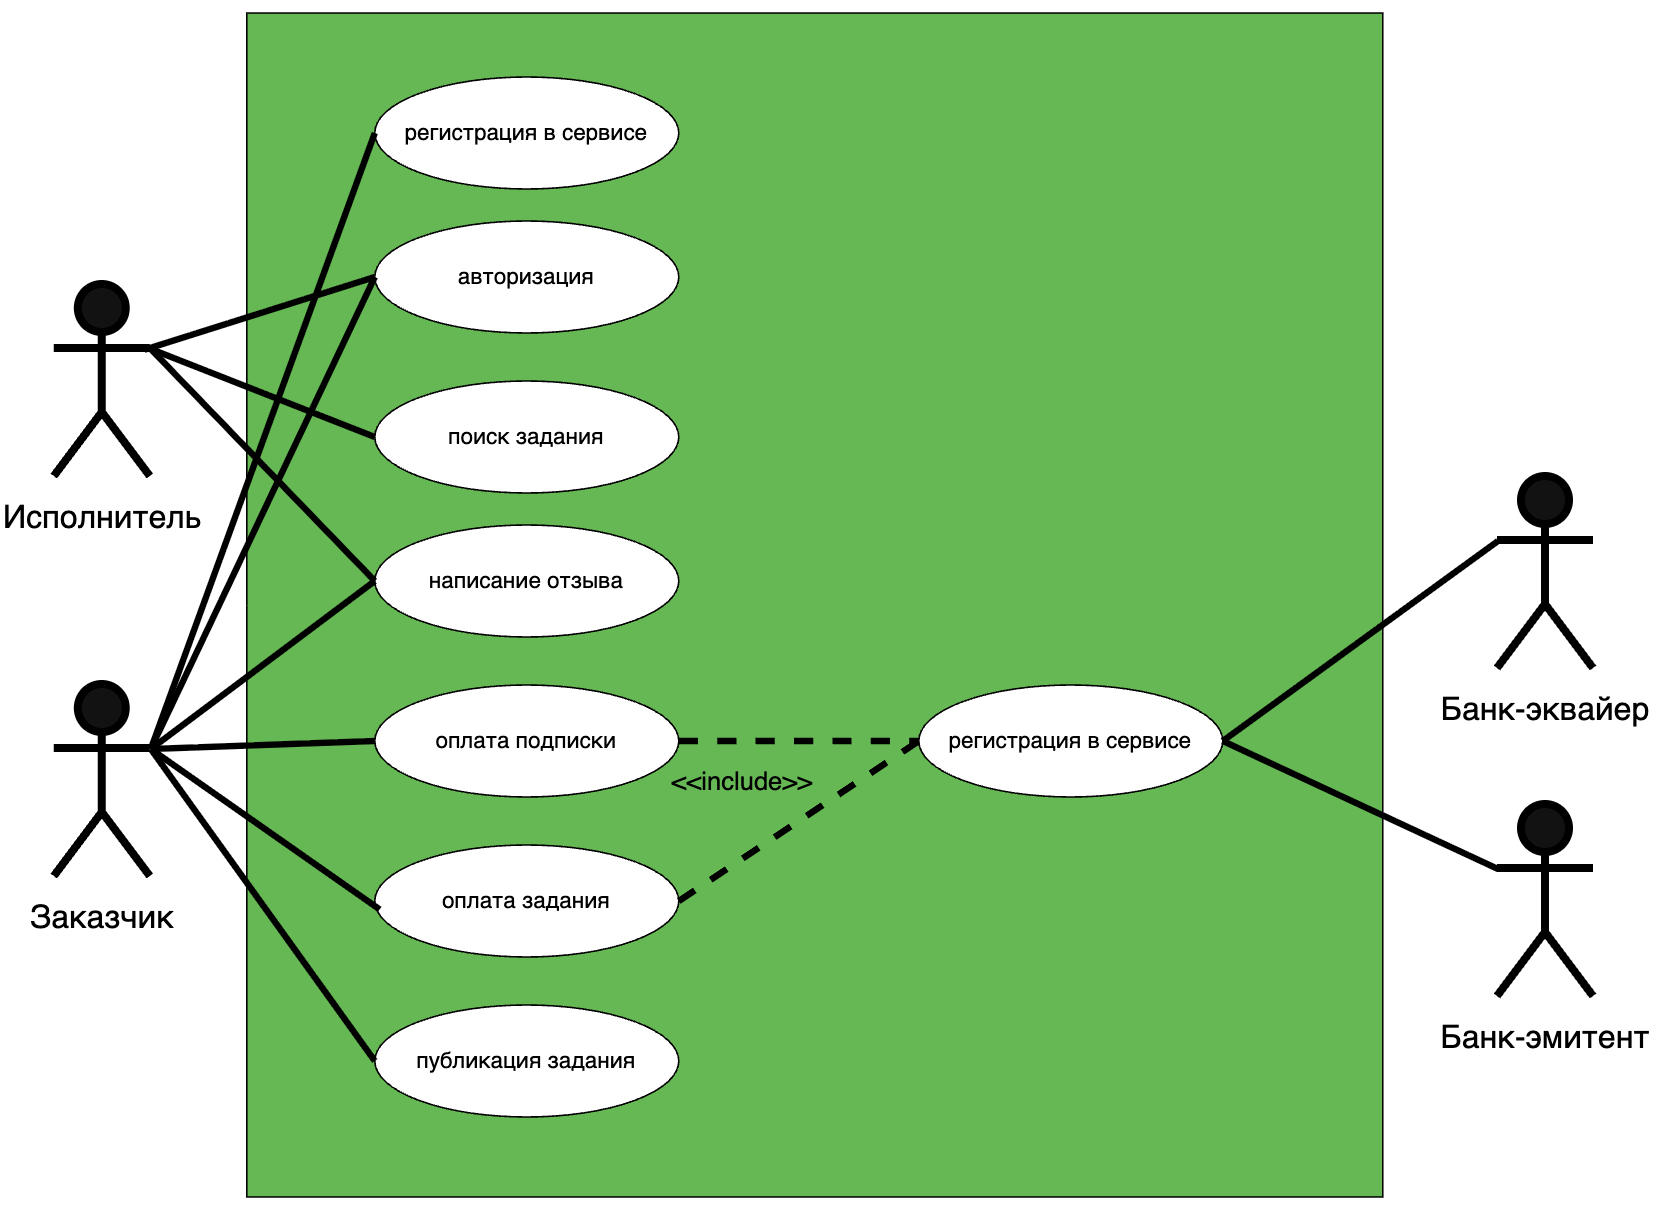 регистрация в сервисе
авторизация
поиск задания
Исполнитель
написание отзыва
Банк-эквайер
оплата подписки
регистрация в сервисе
<<include>>
оплата задания
Заказчик
Банк-эмитент
публикация задания